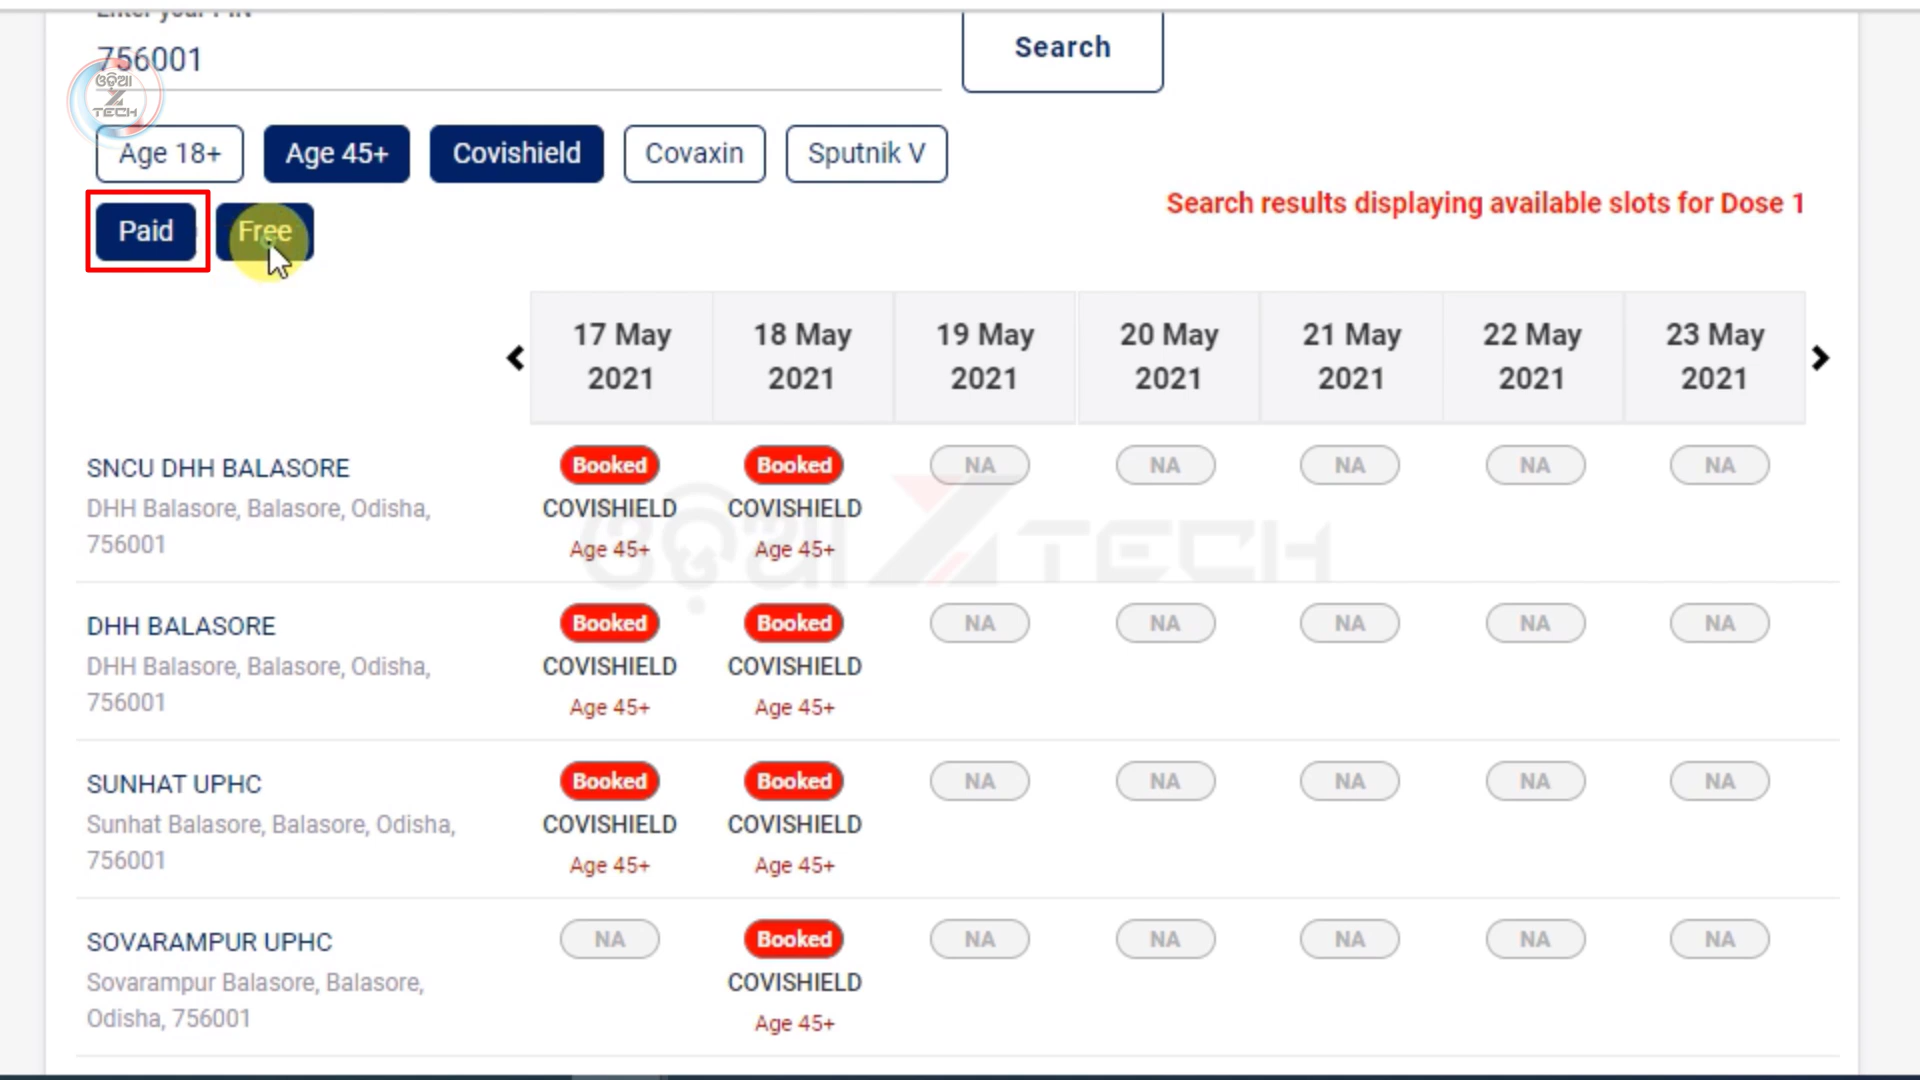 Enter your PIN
756001
Search
ଓଡ଼ିଆ
Z
TECH
Age 18+ Age 45+ Covishield Covaxin Sputnik V
Paid Free
Search results displaying available slots for Dose 1
17 May 2021 18 May 2021 19 May 2021 20 May 2021 21 May 2021 22 May 2021 23 May 2021
SNCU DHH BALASORE Booked Booked NA NA NA NA NA
DHH Balasore, Balasore, Odisha, COVISHIELD COVISHIELD
756001 Age 45+ Age 45+
ଓଡ଼ିଆ Z TECH
DHH BALASORE Booked Booked NA NA NA NA NA
DHH Balasore, Balasore, Odisha, COVISHIELD COVISHIELD
756001 Age 45+ Age 45+
SUNHAT UPHC Booked Booked NA NA NA NA NA
Sunhat Balasore, Balasore, Odisha, COVISHIELD COVISHIELD
756001 Age 45+ Age 45+
SOVARAMPUR UPHC NA Booked NA NA NA NA NA
Sovarampur Balasore, Balasore, COVISHIELD
Odisha, 756001 Age 45+